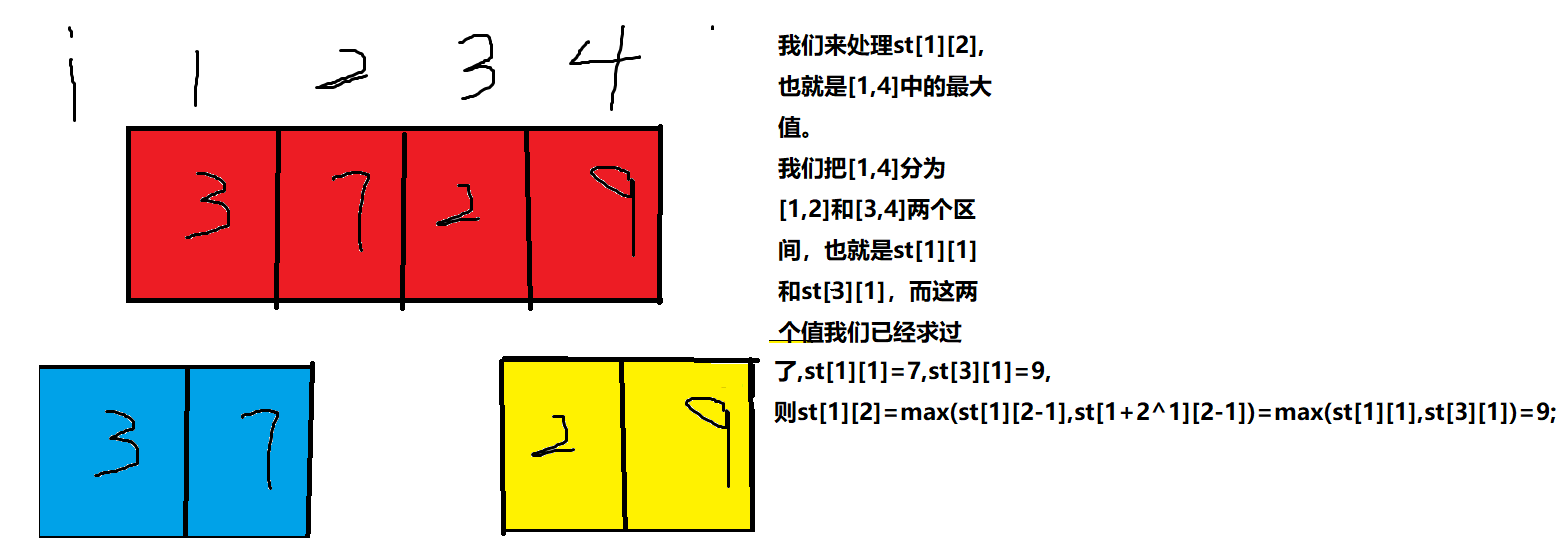 i 1 2 3 4
3 7 2 9
3 7 2 9
我们来处理st[1][2],
也就是[1,4]中的最大
值。
我们把[1,4]分为
[1,2]和[3,4]两个区
间，也就是st[1][1]
和st[3][1]，而这两
个值我们已经求过
了,st[1][1]=7,st[3][1]=9,
则st[1][2]=max(st[1][2-1],st[1+2^1][2-1])=max(st[1][1],st[3][1])=9;